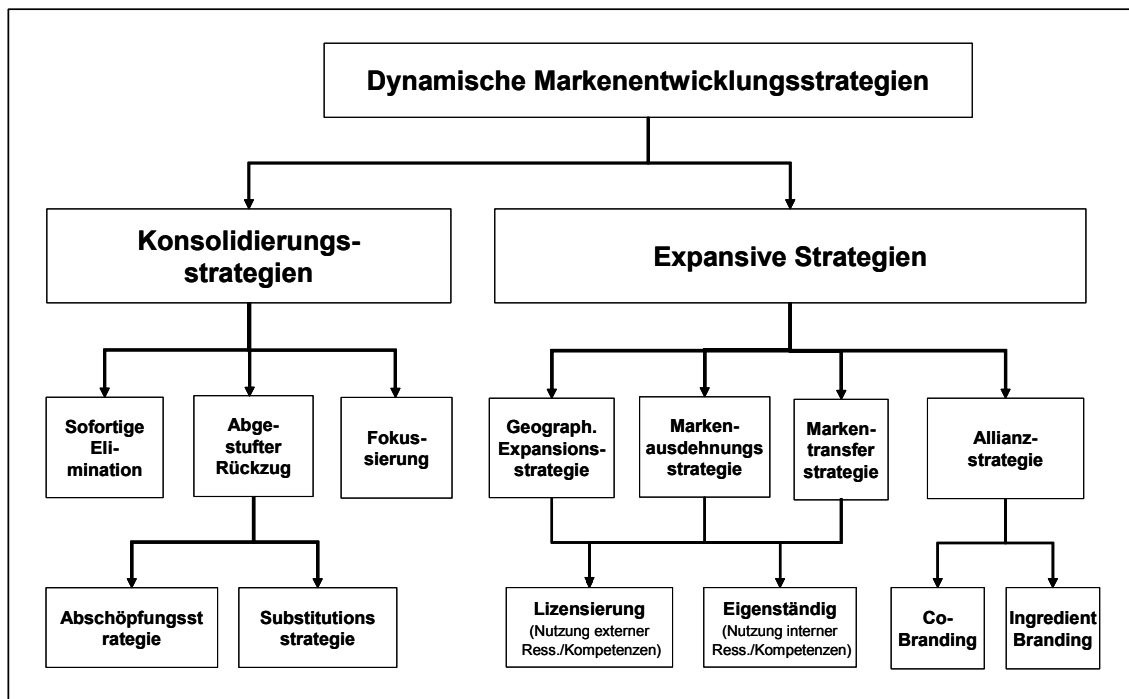 Dynamische Markenentwicklungsstrategien
Konsolidierungs-
strategien
Expansive Strategien
Sofortige
Eli-
mination
Abge-
stufter
Rückzug
Fokus-
sierung
Geograph.
Expansions-
strategie
Marken-
ausdehnungs
strategie
Marken-
transfer
strategie
Allianz-
strategie
Abschöpfungsst
rategie
Substitutions
strategie
Lizensierung
(Nutzung externer
Ress./Kompetenzen)
Eigenständig
(Nutzung interner
Ress./Kompetenzen)
Co-
Branding
Ingredient
Branding